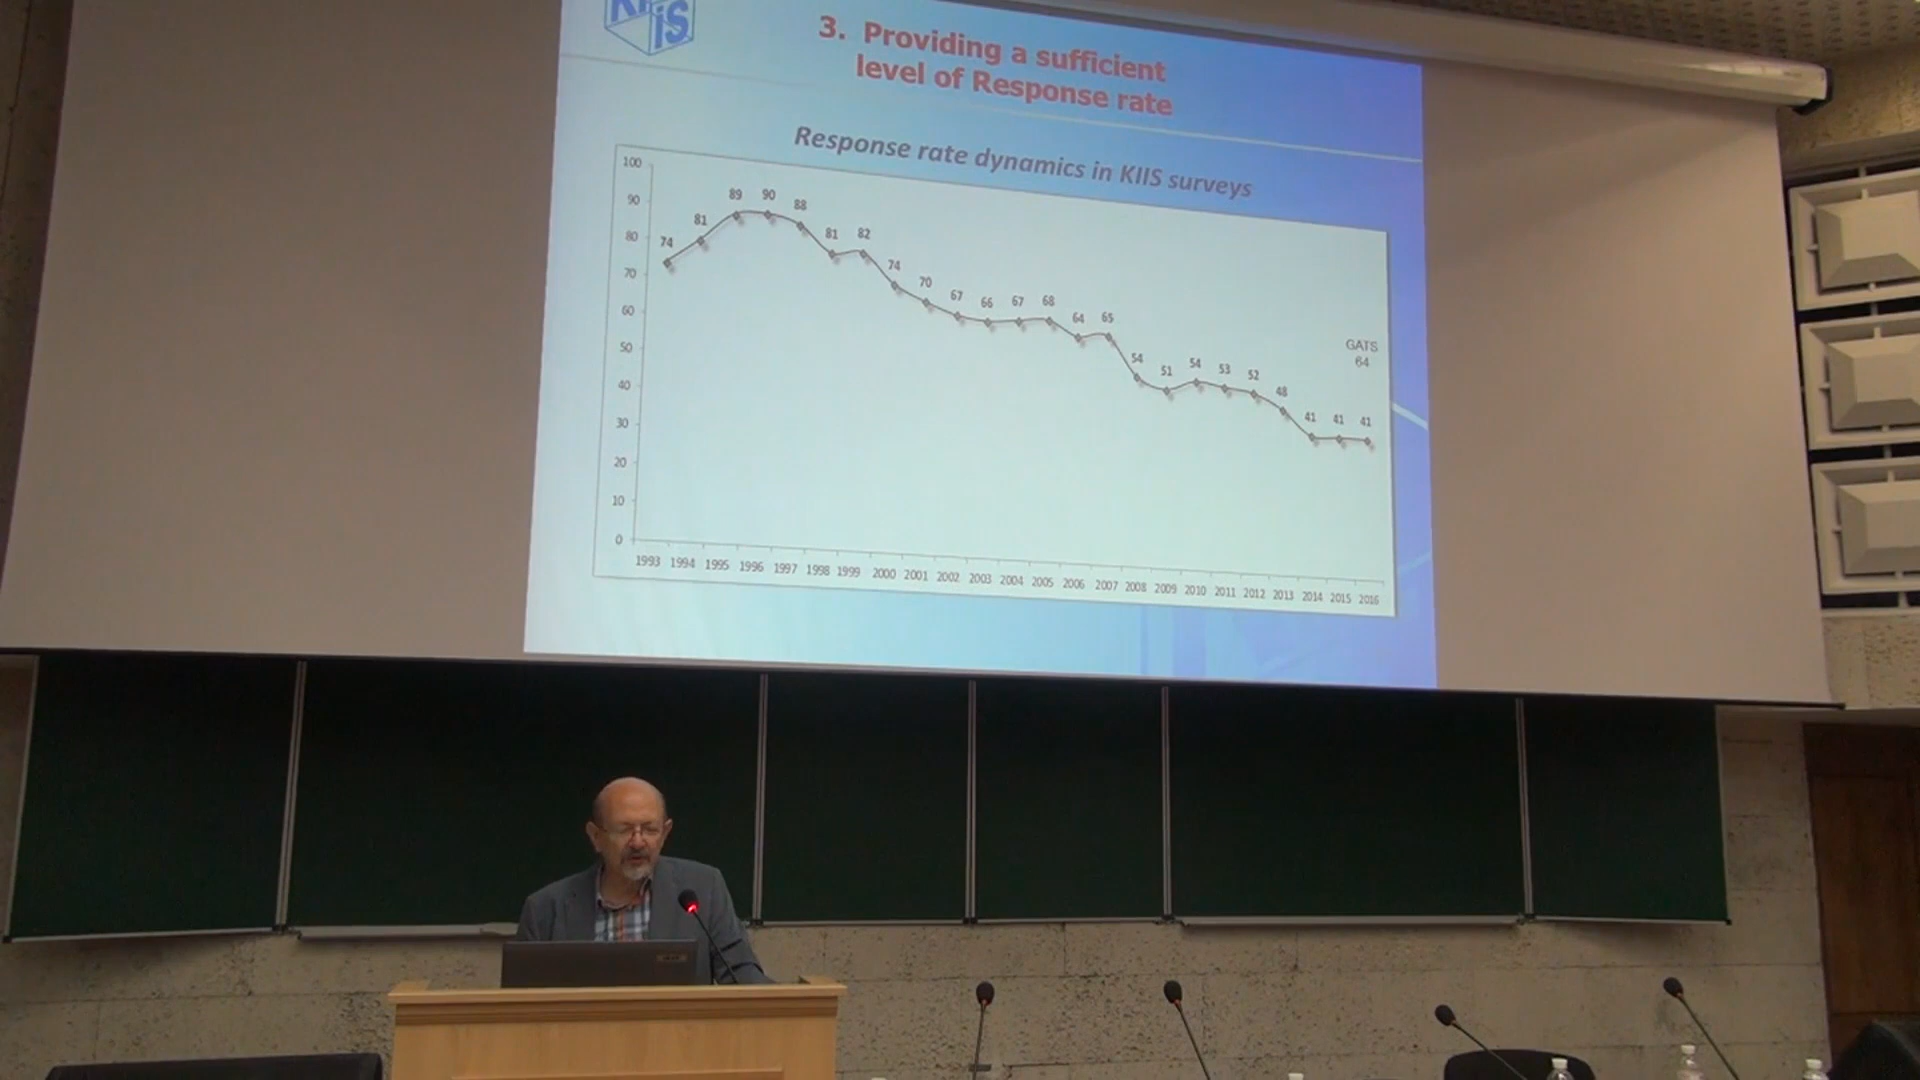 KIIS
3. Providing a sufficient
level of Response rate
Response rate dynamics in KIIS surveys
100
90
80
70
60
50
40
30
20
10
0
74 81 89 90 88 81 82 74 70 67 66 67 68 64 65 54 51 54 53 52 48 41 41 41
GATS
64
1993 1994 1995 1996 1997 1998 1999 2000 2001 2002 2003 2004 2005 2006 2007 2008 2009 2010 2011 2012 2013 2014 2015 2016